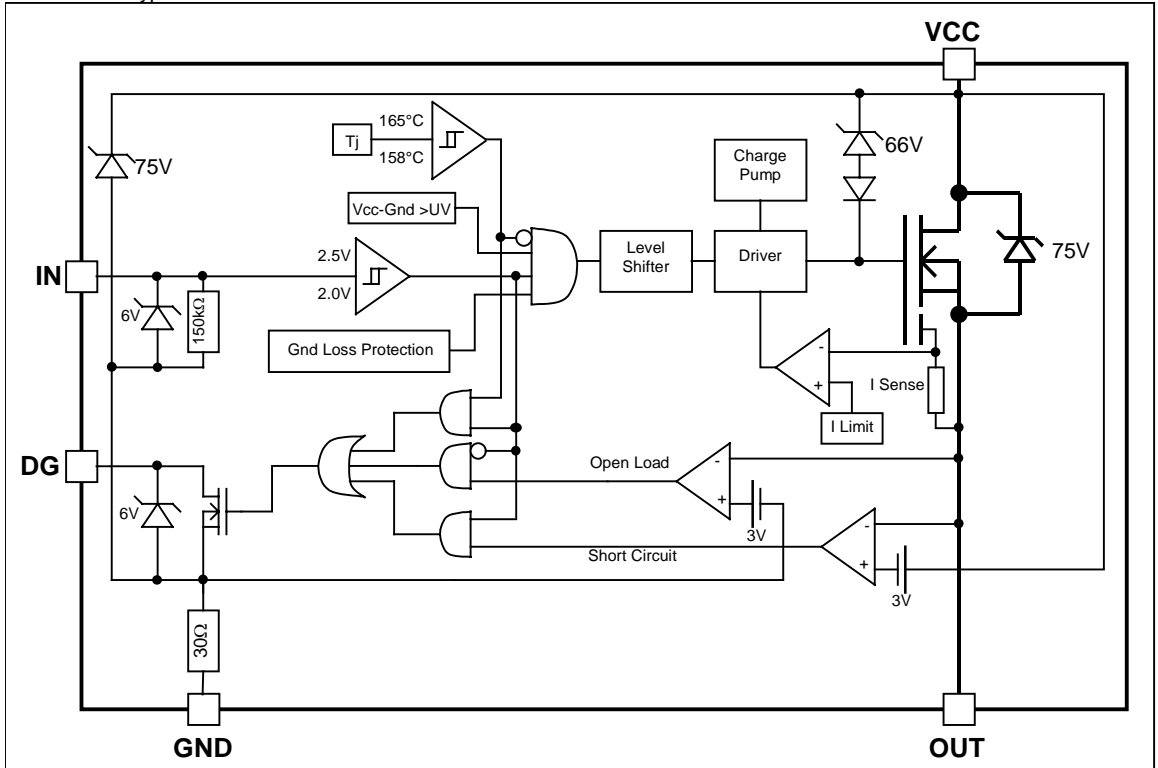 VCC
165°C
Tj
158°C
75V
66V
Charge
Pump
Vcc-Gnd >UV
2.5V
2.0V
IN
Level
Shifter
Driver
75V
6V
150kΩ
Gnd Loss Protection
-
+
I Sense
I Limit
DG
Open Load
-
+
6V
3V
-
+
Short Circuit
3V
30Ω
GND
OUT